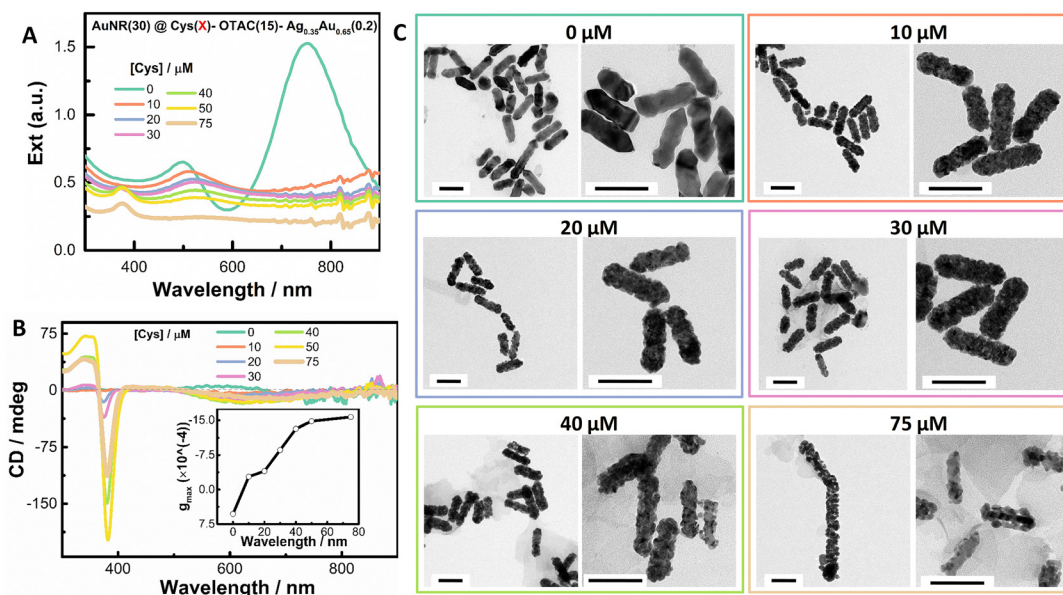 A
AuNR(30) @ Cys(X)- OTAC(15)- Ag0.35Au0.65(0.2)
[Cys] / μM
0
10
20
30
40
50
75
Ext (a.u.)
1.5
1.0
0.5
0.0
400
600
800
Wavelength / nm
B
[Cys] / μM
0
10
20
30
40
50
75
CD / mdeg
75
0
-75
-150
400
600
800
Wavelength / nm
gmax (×10^(-4))
-15.0
-7.5
0.0
7.5
0
20
40
60
80
Wavelength / nm
C
0 μM
10 μM
20 μM
30 μM
40 μM
75 μM